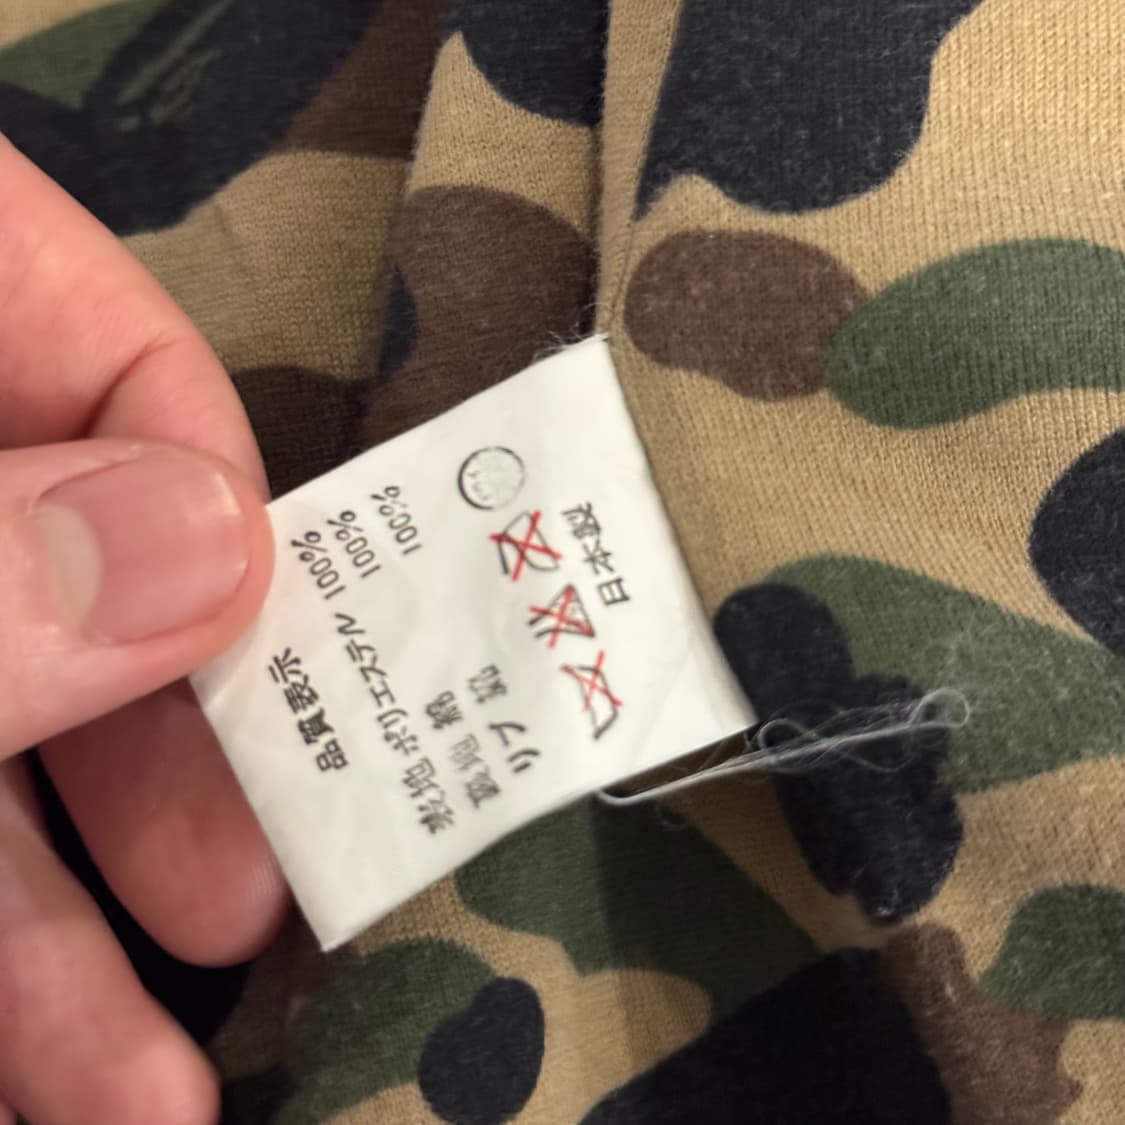 品質表示
表地 ポリエステル 100%
裏地 綿 100%
リブ 綿 100%
日本製